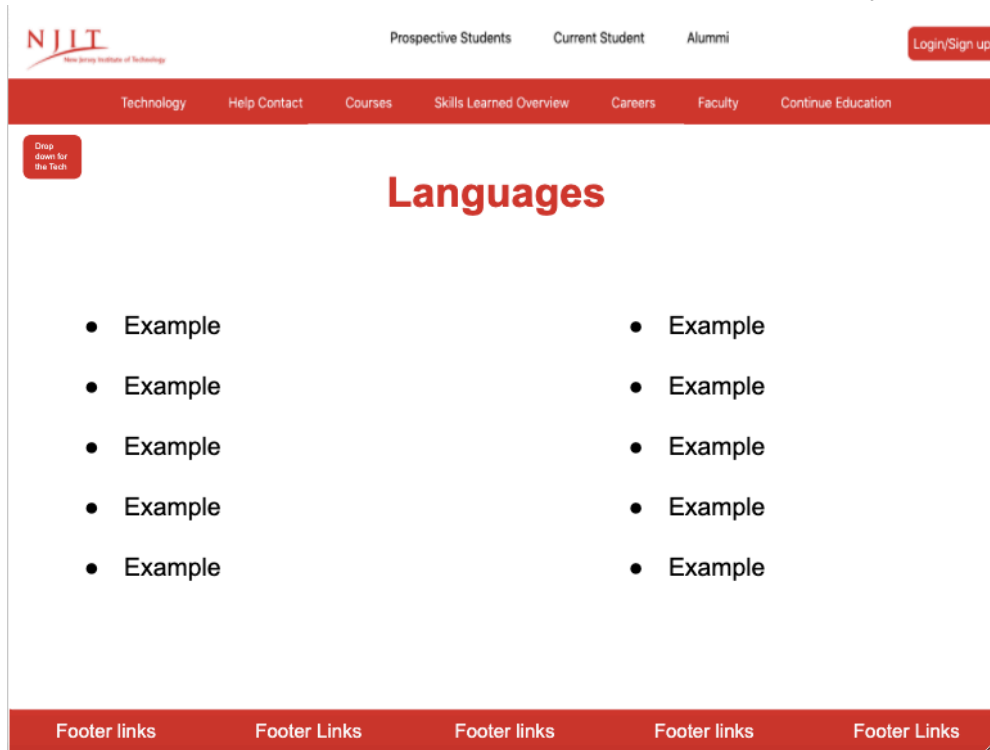 NJIT
New Jersey Institute of Technology
Prospective Students Current Student Alummi
Login/Sign up
Technology Help Contact Courses Skills Learned Overview Careers Faculty Continue Education
Drop
down for
the Tech
Languages
● Example
● Example
● Example
● Example
● Example
● Example
● Example
● Example
● Example
● Example
Footer links Footer Links Footer links Footer links Footer Links